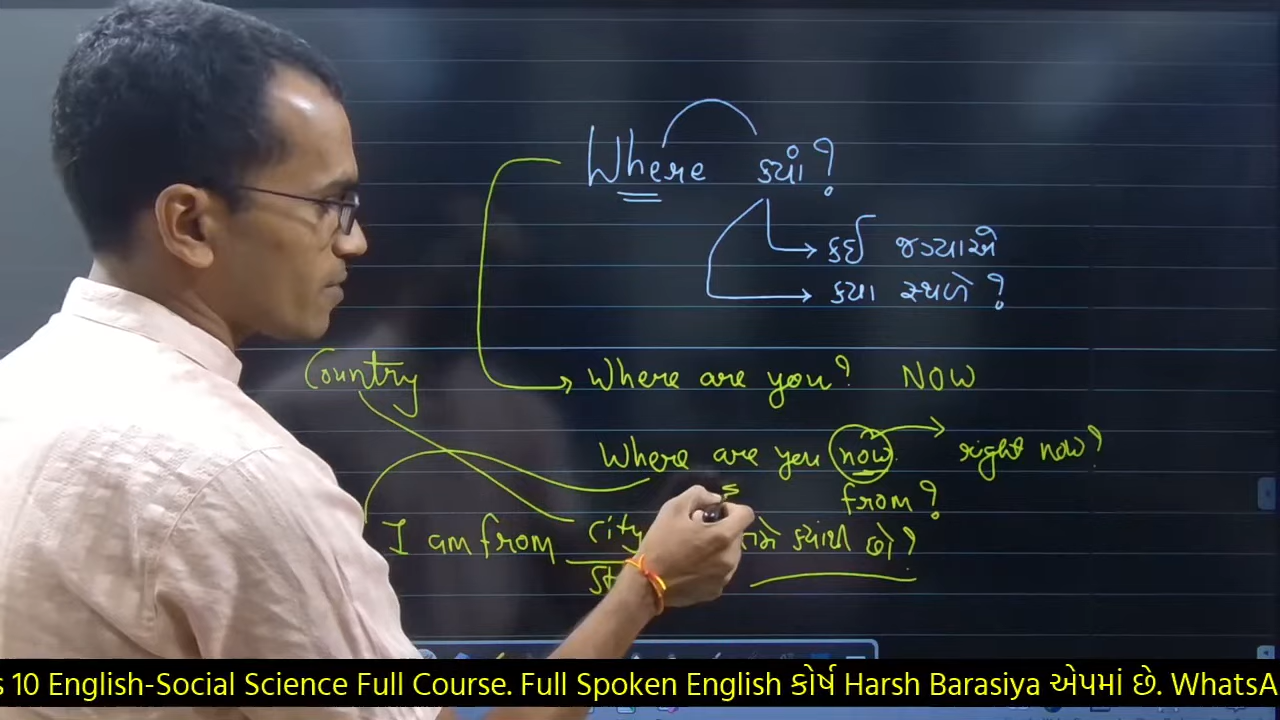 Where ક્યાં?
કઈ જગ્યાએ
ક્યા સ્થળે ?
Country
Where are you? NOW
Where are you now. right now?
from?
I am from city તમે ક્યાંથી છો?
St
s 10 English-Social Science Full Course. Full Spoken English કોર્ષ Harsh Barasiya એપમાં છે. WhatsA